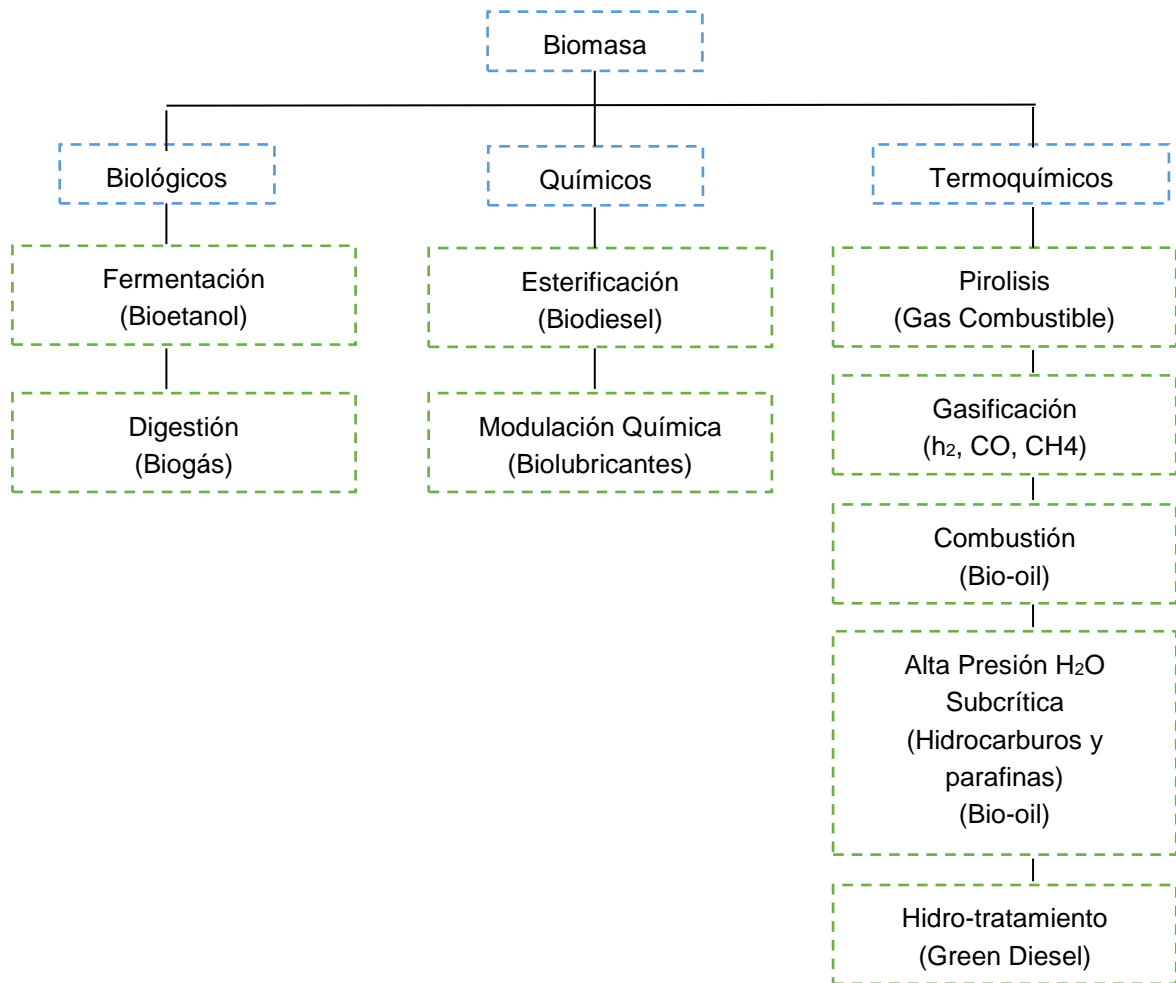 Biomasa
Biológicos
Químicos
Termoquímicos
Fermentación
(Bioetanol)
Esterificación
(Biodiesel)
Pirolisis
(Gas Combustible)
Digestión
(Biogás)
Modulación Química
(Biolubricantes)
Gasificación
(h₂, CO, CH4)
Combustión
(Bio-oil)
Alta Presión H₂O
Subcrítica
(Hidrocarburos y
parafinas)
(Bio-oil)
Hidro-tratamiento
(Green Diesel)